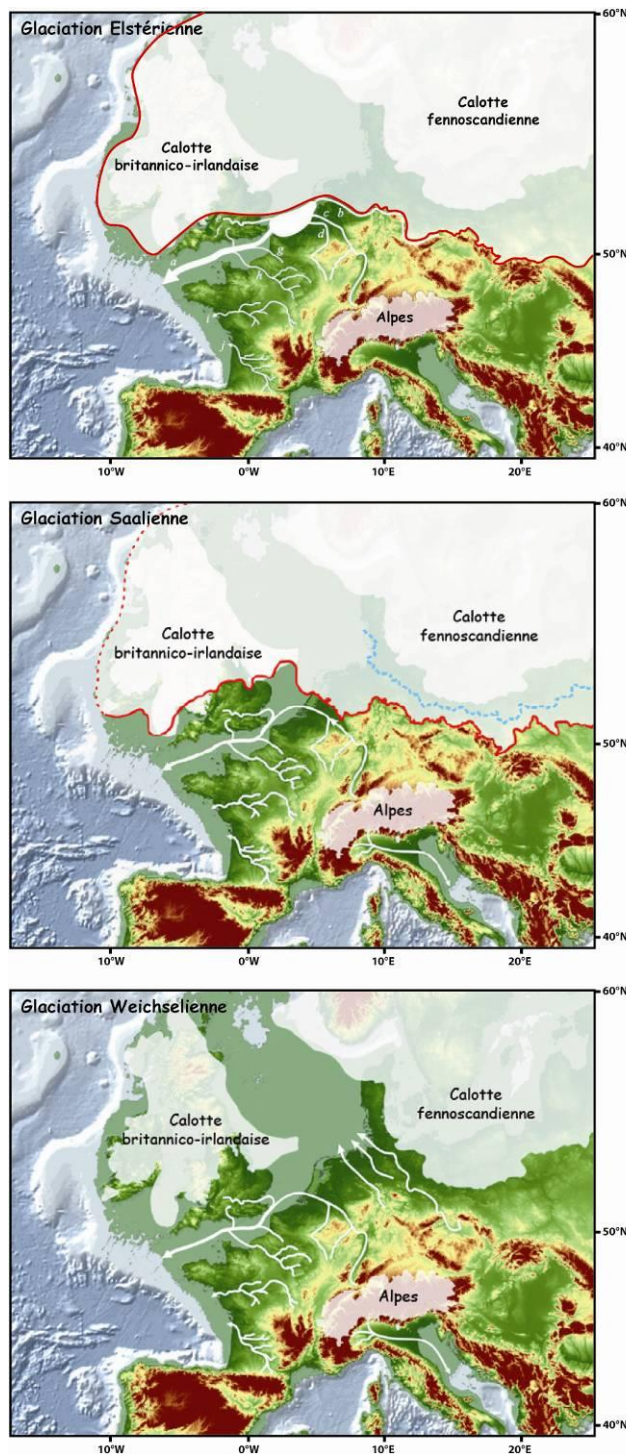 60°N
Glaciation Elstérienne
Calotte
fennoscandienne
Calotte
britannico-irlandaise
c b
d
a
g
50°N
Alpes
40°N
10°W 0°W 10°E 20°E
60°N
Glaciation Saalienne
Calotte
fennoscandienne
Calotte
britannico-irlandaise
50°N
Alpes
40°N
10°W 0°W 10°E 20°E
60°N
Glaciation Weichselienne
Calotte
fennoscandienne
Calotte
britannico-irlandaise
50°N
Alpes
40°N
10°W 0°W 10°E 20°E